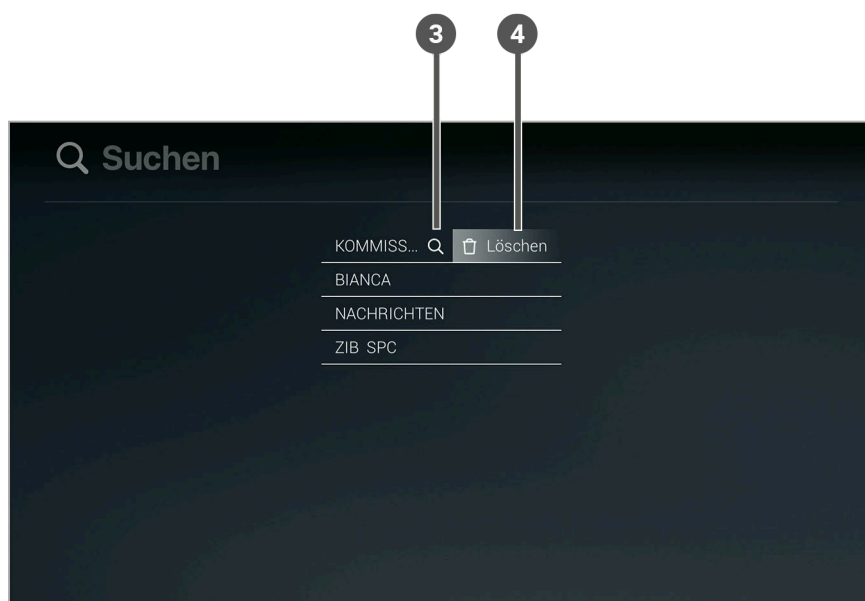 3 4
Suchen
KOMMISS... Löschen
BIANCA
NACHRICHTEN
ZIB SPC